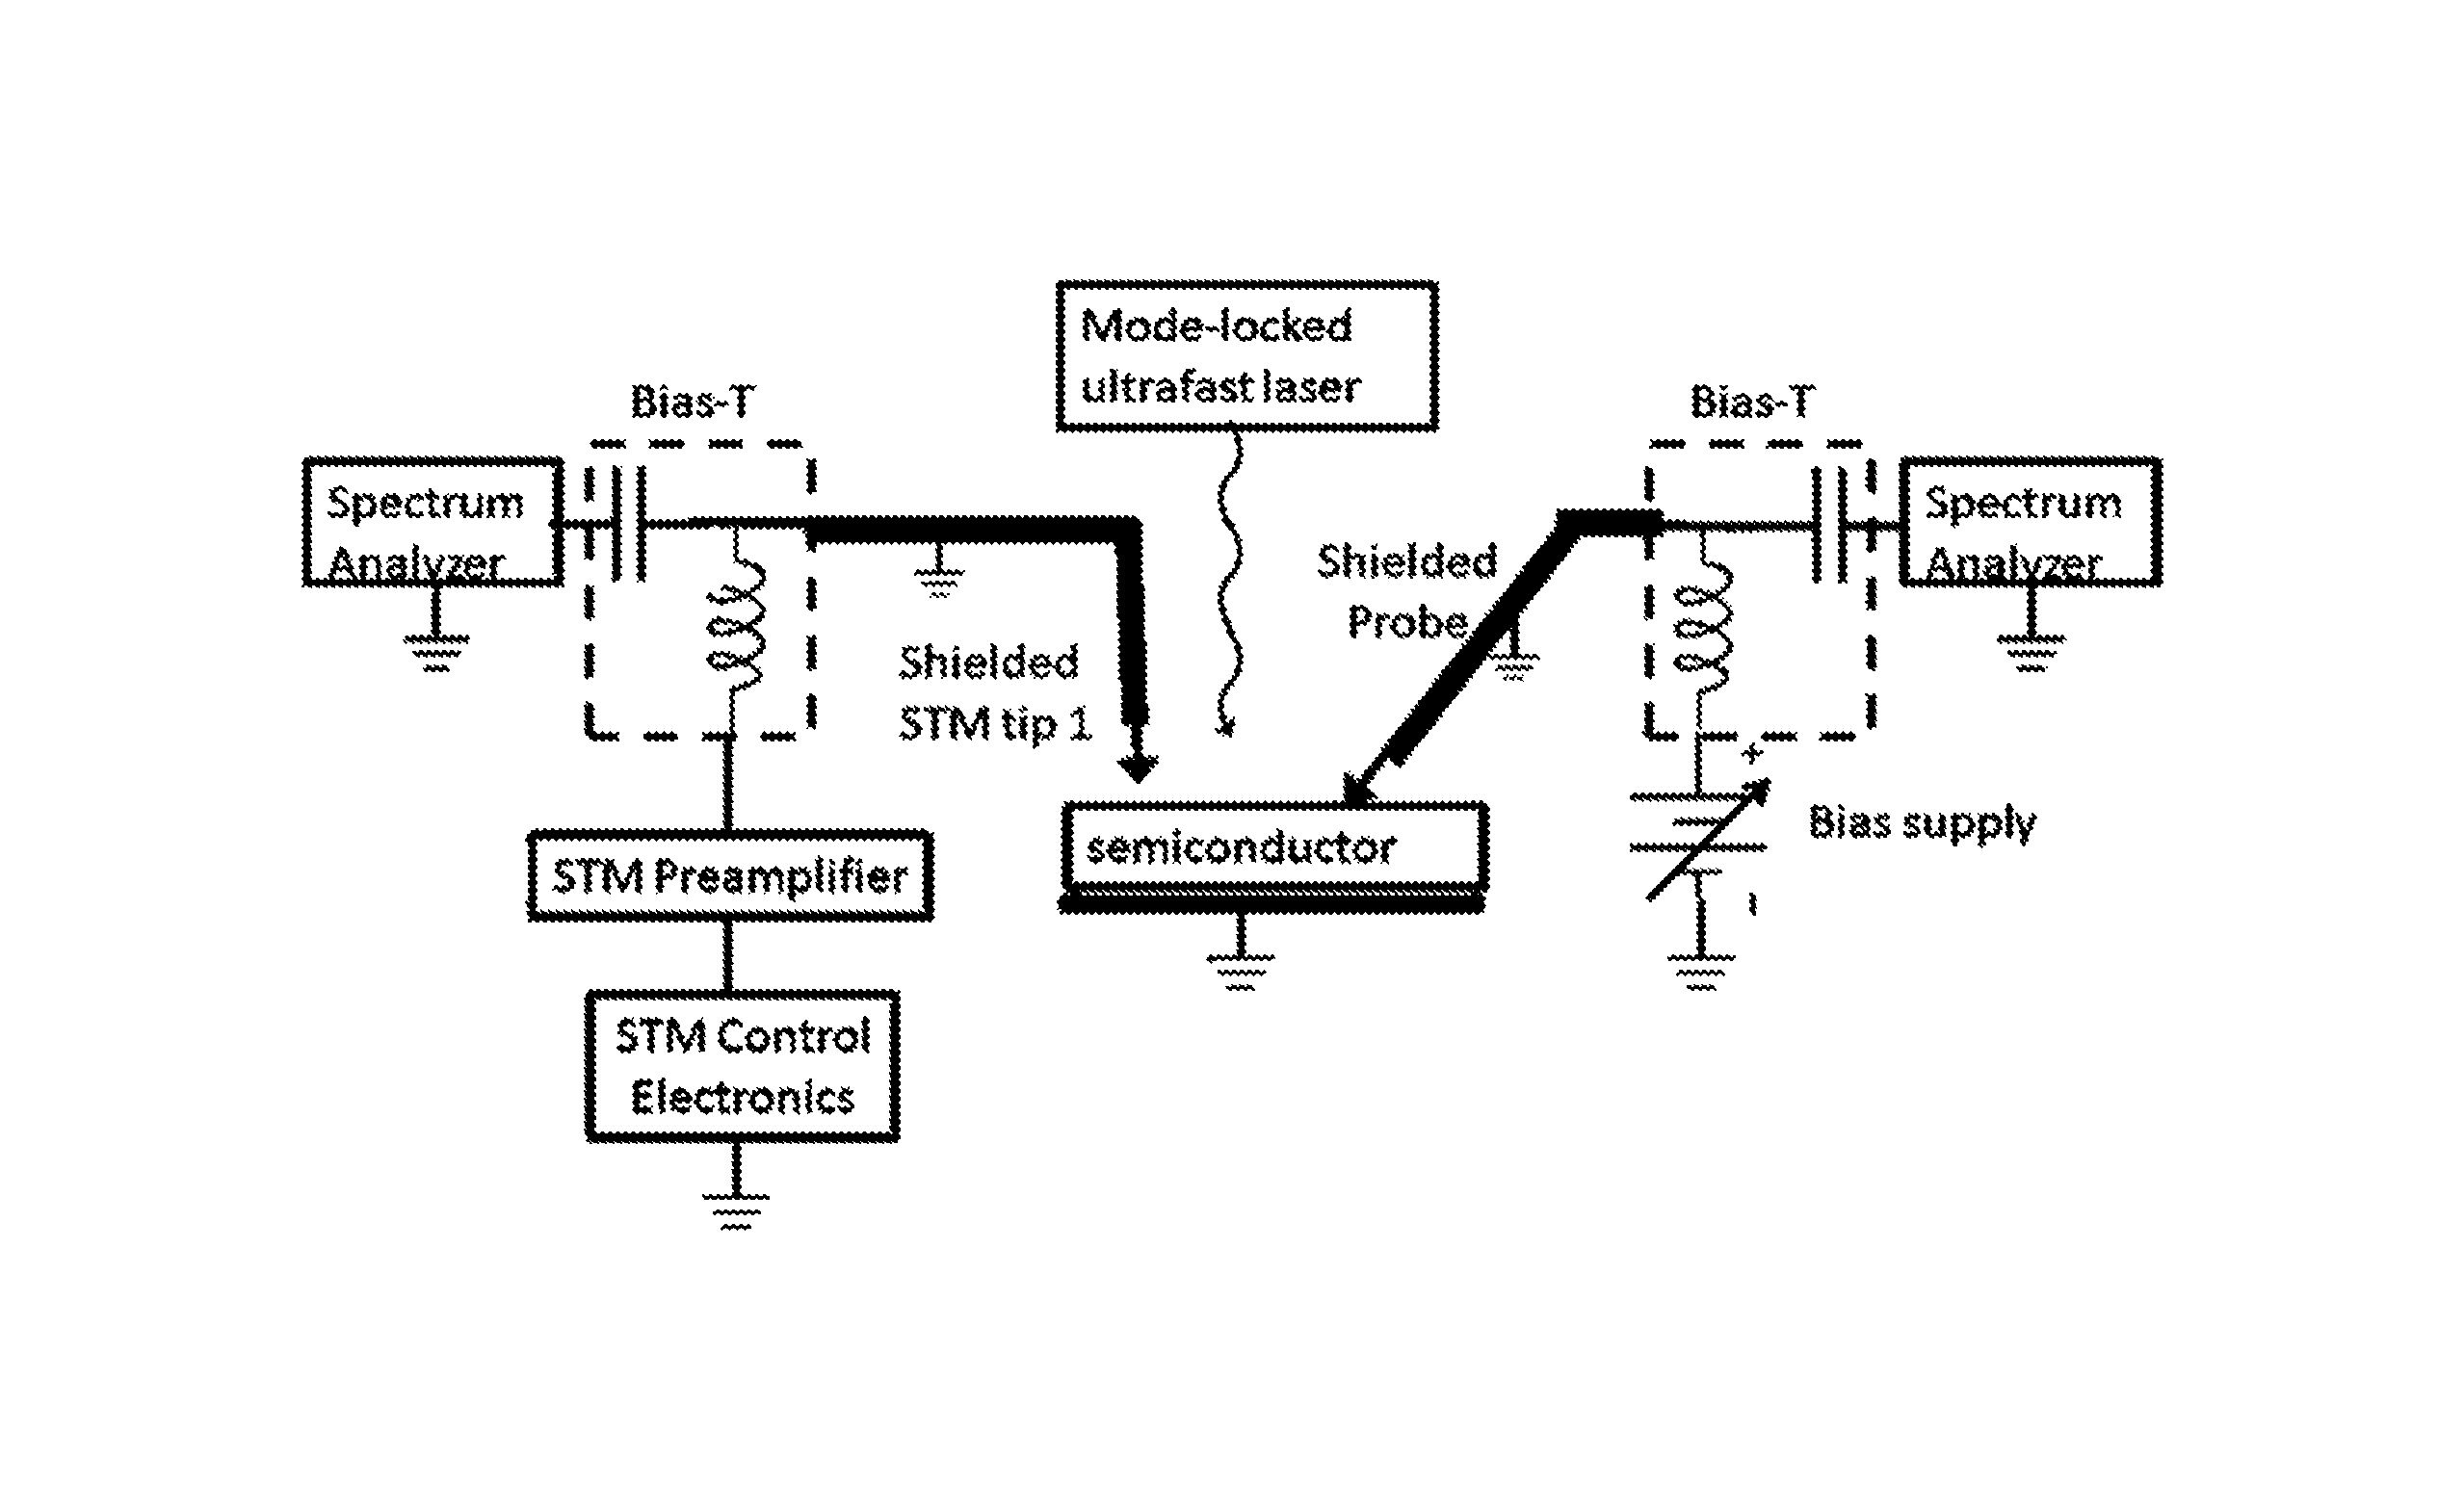 Mode-locked
ultrafast laser
Bias-T
Bias-T
Spectrum
Analyzer
Spectrum
Analyzer
Shielded
Probe
Shielded
STM tip 1
+
Bias supply
STM Preamplifier
semiconductor
-
STM Control
Electronics